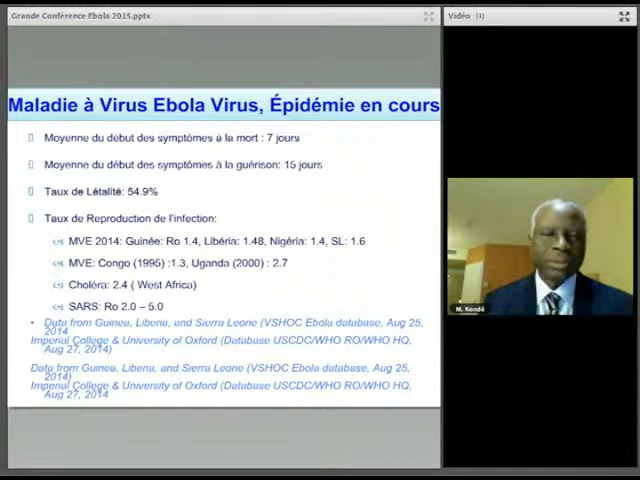 Grande Conférence Ebola 2015.pptx
Vidéo (1)
Maladie à Virus Ebola Virus, Épidémie en cours
Moyenne du début des symptômes à la mort : 7 jours
Moyenne du début des symptômes à la guérison: 15 jours
Taux de Létalité: 54.9%
Taux de Reproduction de l'infection:
MVE 2014: Guinée: Ro 1.4, Libéria: 1.48, Nigéria: 1.4, SL: 1.6
MVE: Congo (1995) :1.3, Uganda (2000) : 2.7
Choléra: 2.4 ( West Africa)
SARS: Ro 2.0 – 5.0
• Data from Guinea, Liberia, and Sierra Leone (VSHOC Ebola database, Aug 25,
2014
Imperial College & University of Oxford (Database USCDC/WHO RO/WHO HQ,
Aug 27, 2014)
Data from Guinea, Liberia, and Sierra Leone (VSHOC Ebola database, Aug 25,
2014)
Imperial College & University of Oxford (Database USCDC/WHO RO/WHO HQ,
Aug 27, 2014
M. Kondé